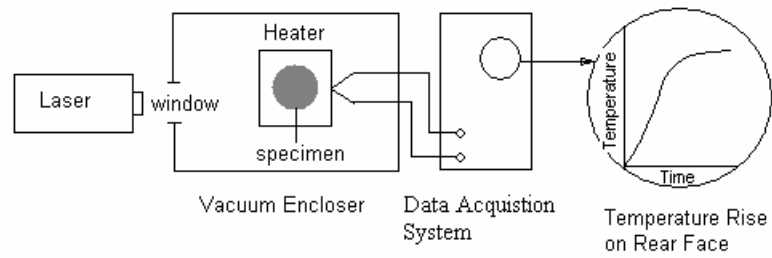 Laser
window
Heater
specimen
Vacuum Encloser
Data Acquistion
System
Temperature
Time
Temperature Rise
on Rear Face